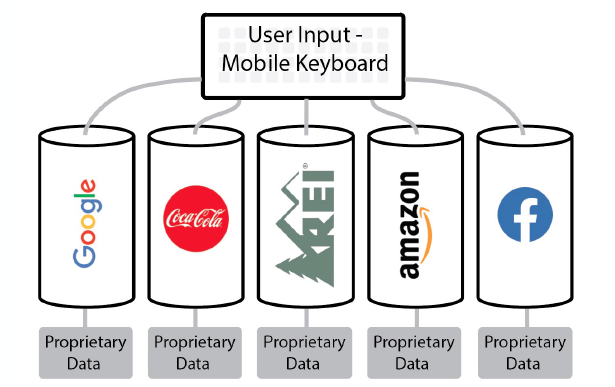 User Input -
Mobile Keyboard
Google
Coca-Cola
REI®
amazon
f
Proprietary
Data
Proprietary
Data
Proprietary
Data
Proprietary
Data
Proprietary
Data